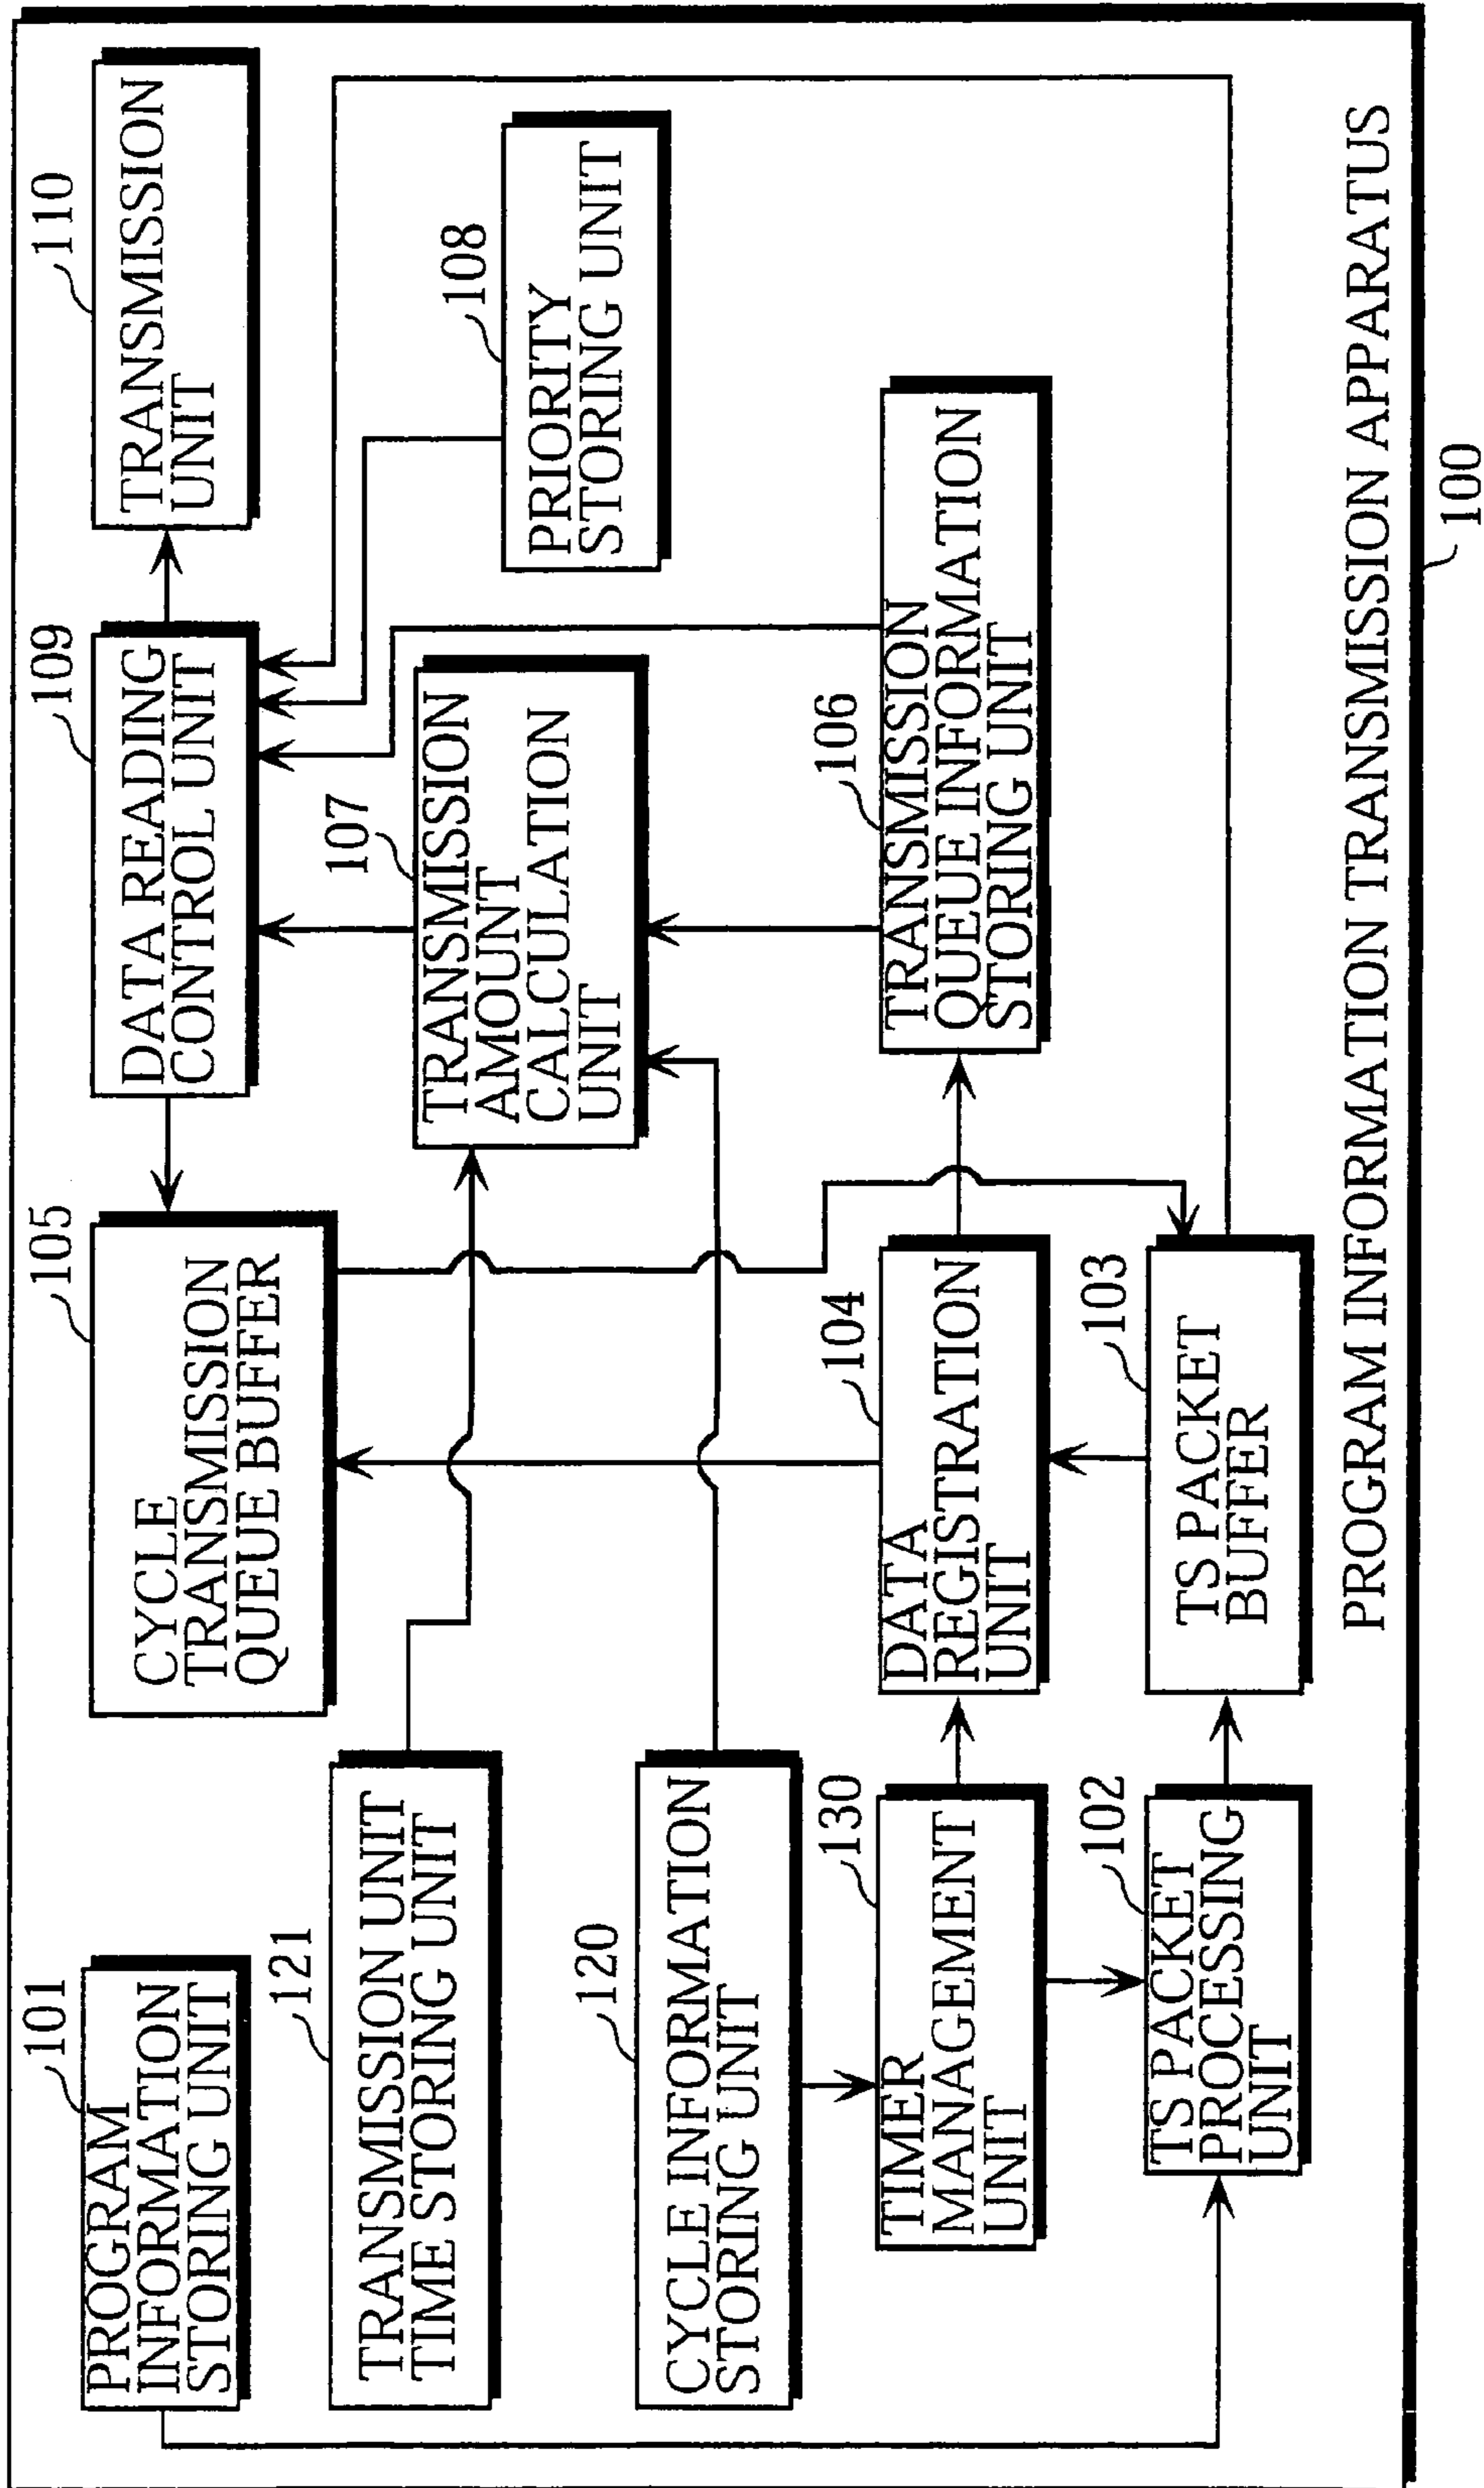 101
PROGRAM
INFORMATION
STORING UNIT
105
CYCLE
TRANSMISSION
QUEUE BUFFER
109
DATA READING
CONTROL UNIT
110
TRANSMISSION
UNIT
121
TRANSMISSION UNIT
TIME STORING UNIT
107
TRANSMISSION
AMOUNT
CALCULATION
UNIT
108
PRIORITY
STORING UNIT
120
CYCLE INFORMATION
STORING UNIT
130
TIMER
MANAGEMENT
UNIT
104
DATA
REGISTRATION
UNIT
106
TRANSMISSION
QUEUE INFORMATION
STORING UNIT
102
TS PACKET
PROCESSING
UNIT
103
TS PACKET
BUFFER
PROGRAM INFORMATION TRANSMISSION APPARATUS
100